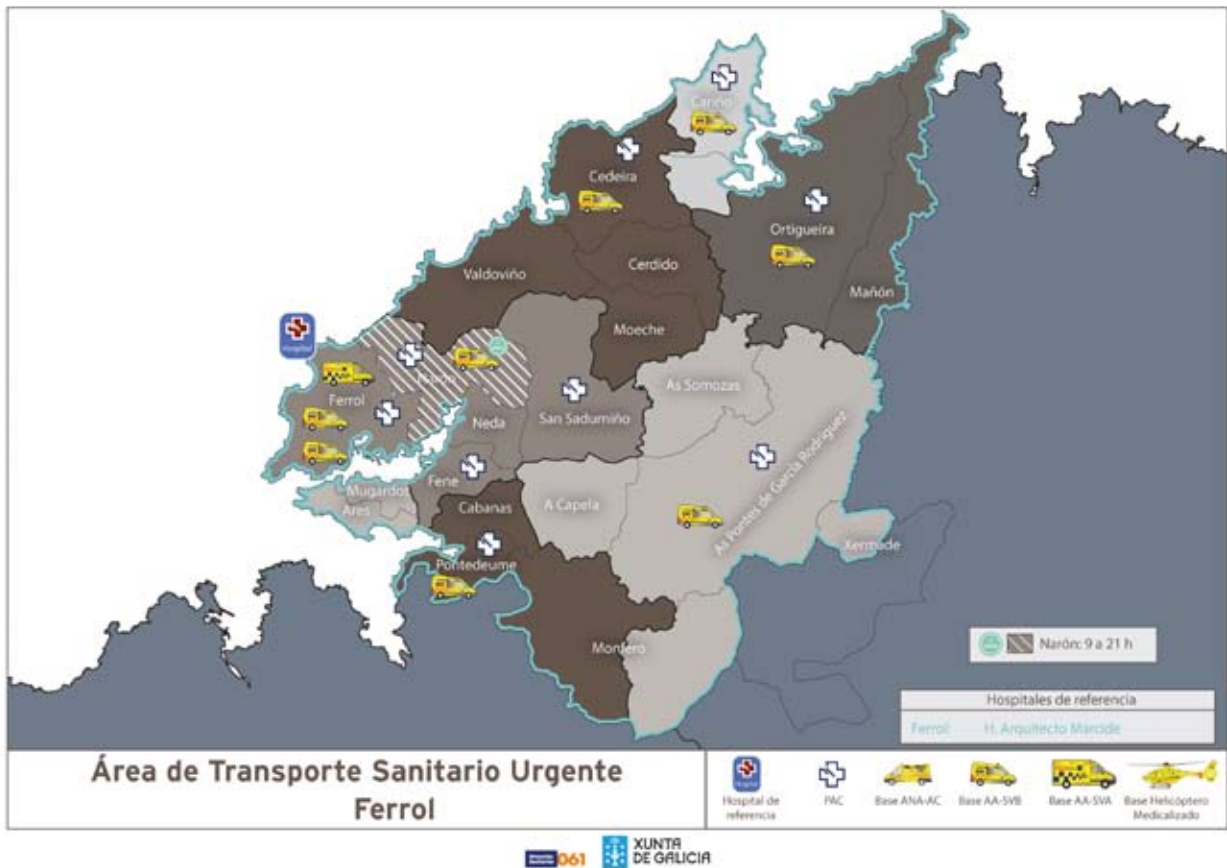 Cariño
Cedeira
Ortigueira
Valdoviño
Cerdido
Mañón
Moeche
Hospital
As Somozas
Ferrol
Neda
San Sadurniño
As Pontes de García Rodríguez
Fene
Mugardos
Ares
Cabanas
A Capela
Xermade
Pontedeume
Monfero
Narón: 9 a 21 h
Hospitales de referencia
Ferrol: H. Arquitecto Marcide
Área de Transporte Sanitario Urgente
Ferrol
Hospital de
referencia
PAC
Base ANA-AC
Base AA-SVB
Base AA-SVA
Base Helicóptero
Medicalizado
061
XUNTA
DE GALICIA